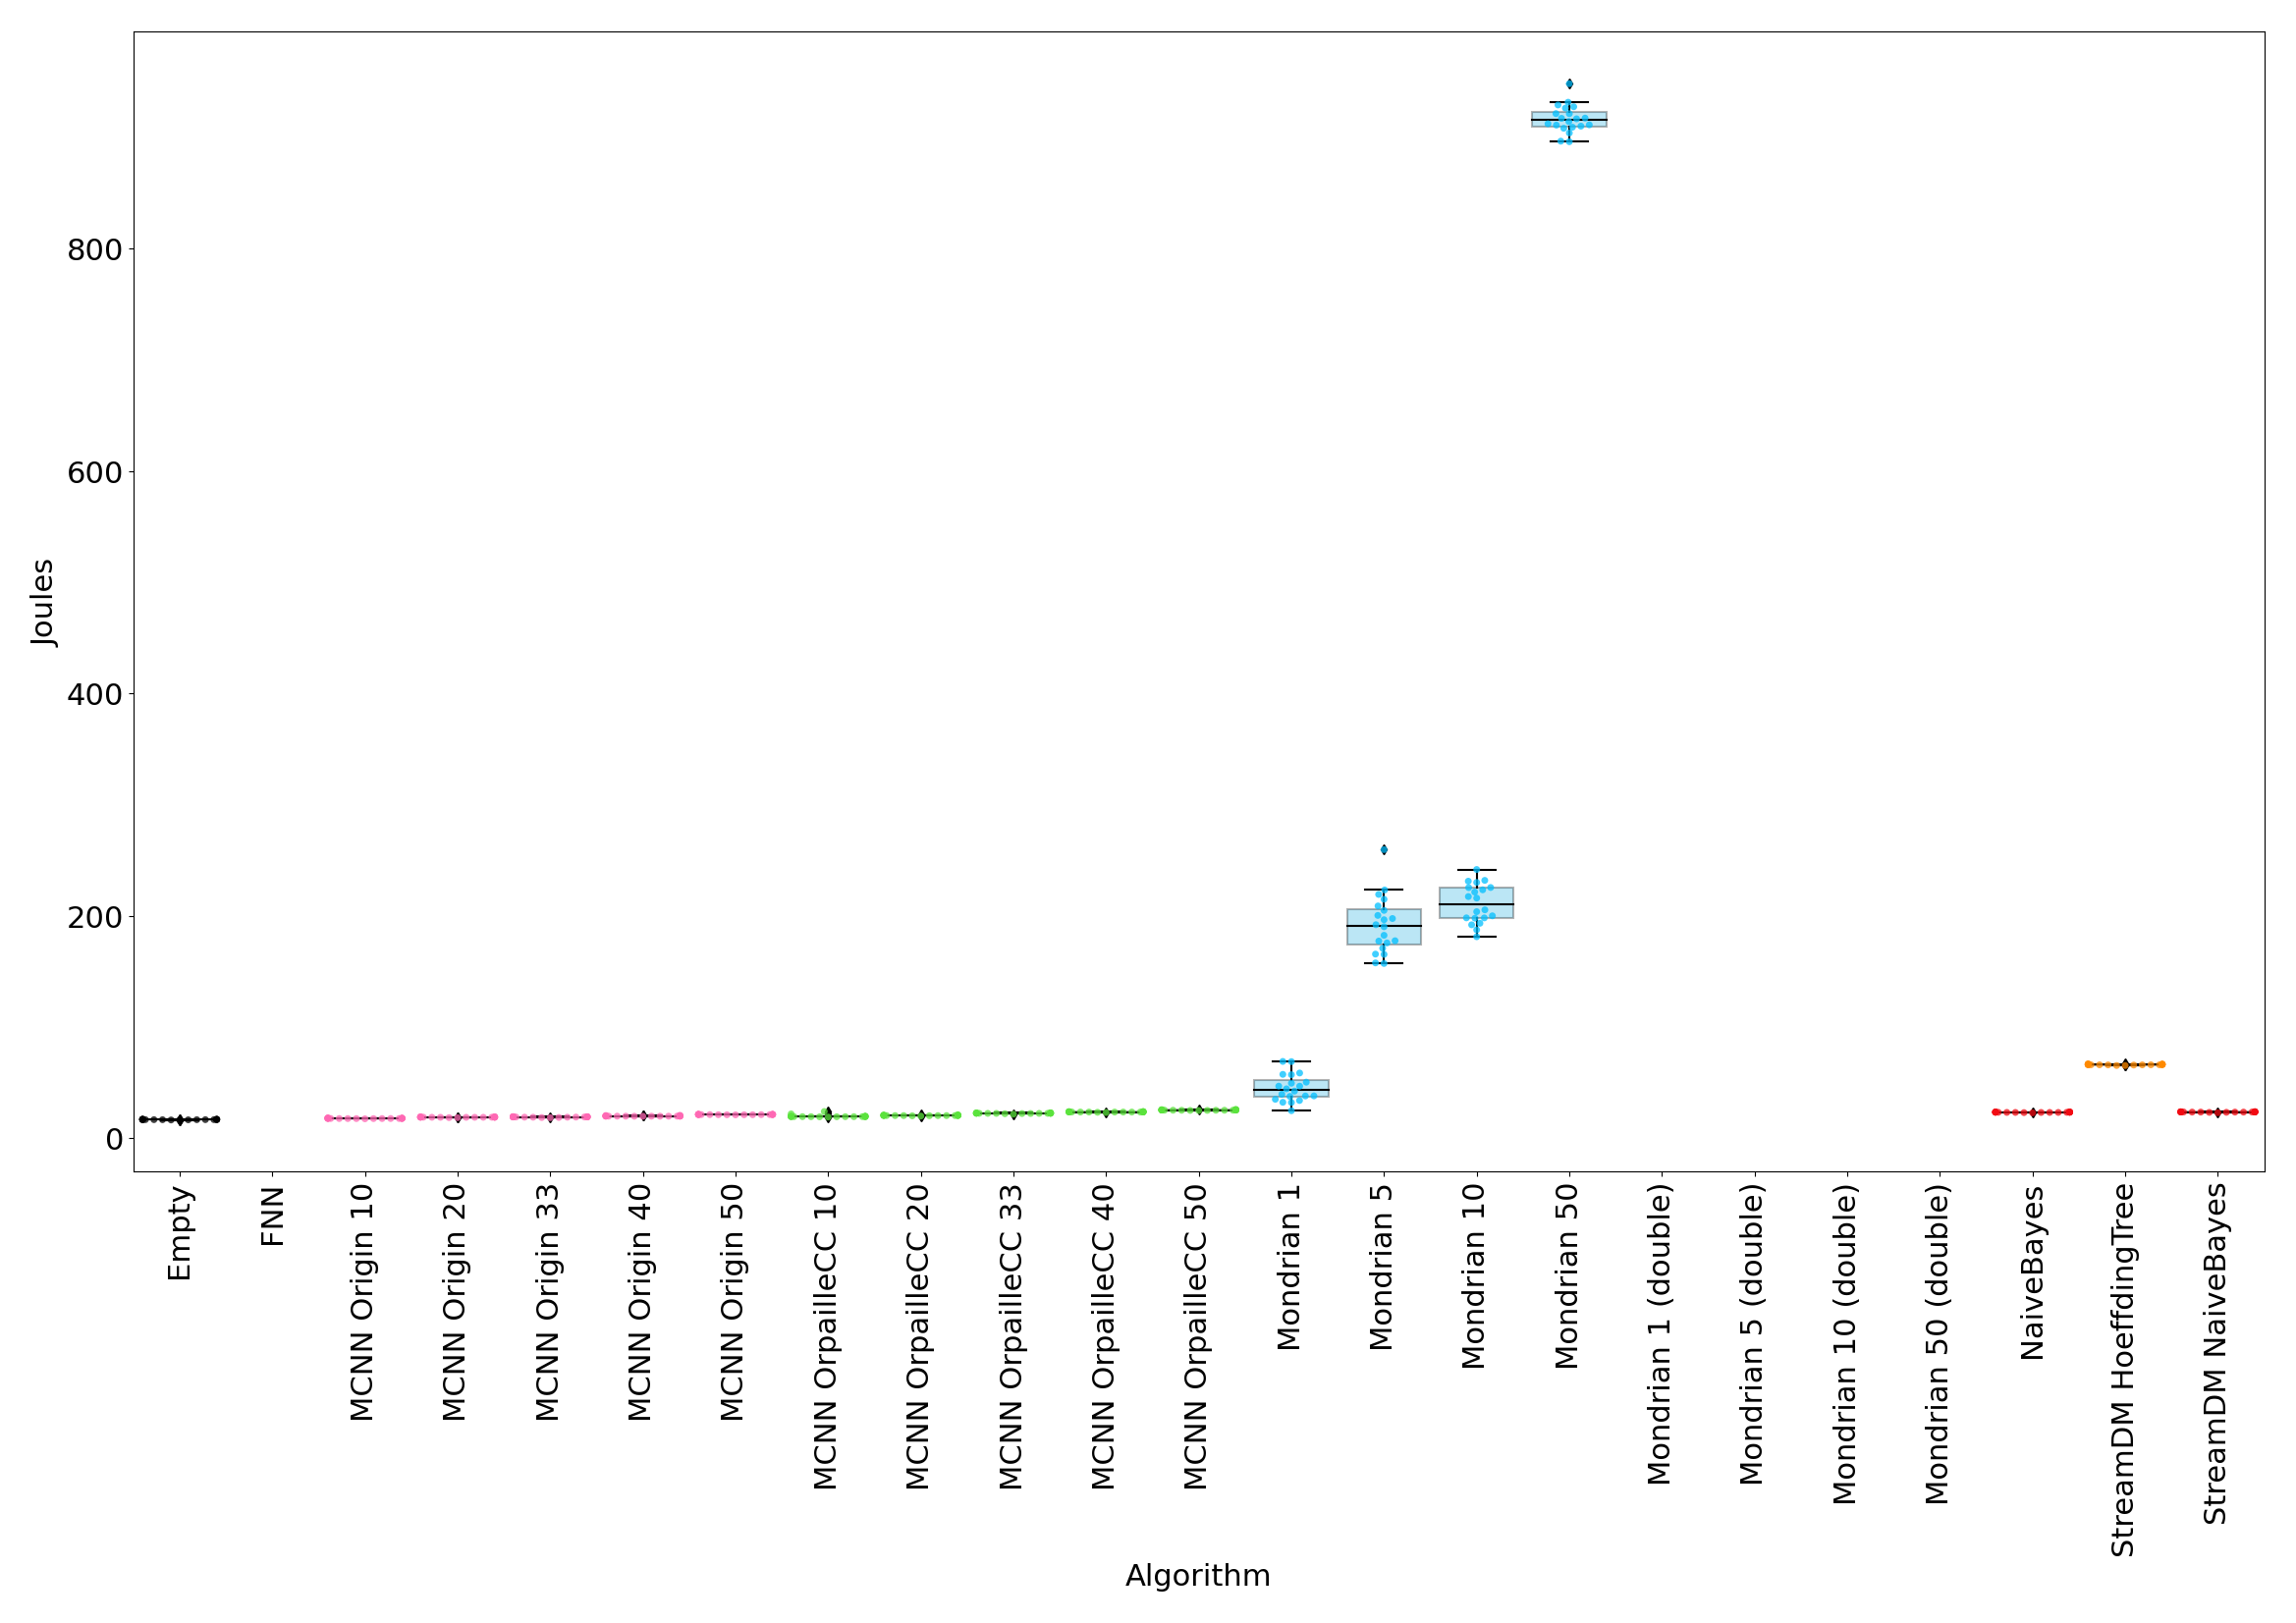 800
600
400
200
0
Joules
Empty
FNN
MCNN Origin 10
MCNN Origin 20
MCNN Origin 33
MCNN Origin 40
MCNN Origin 50
MCNN OrpailleCC 10
MCNN OrpailleCC 20
MCNN OrpailleCC 33
MCNN OrpailleCC 40
MCNN OrpailleCC 50
Mondrian 1
Mondrian 5
Mondrian 10
Mondrian 50
Mondrian 1 (double)
Mondrian 5 (double)
Mondrian 10 (double)
Mondrian 50 (double)
NaiveBayes
StreamDM HoeffdingTree
StreamDM NaiveBayes
Algorithm